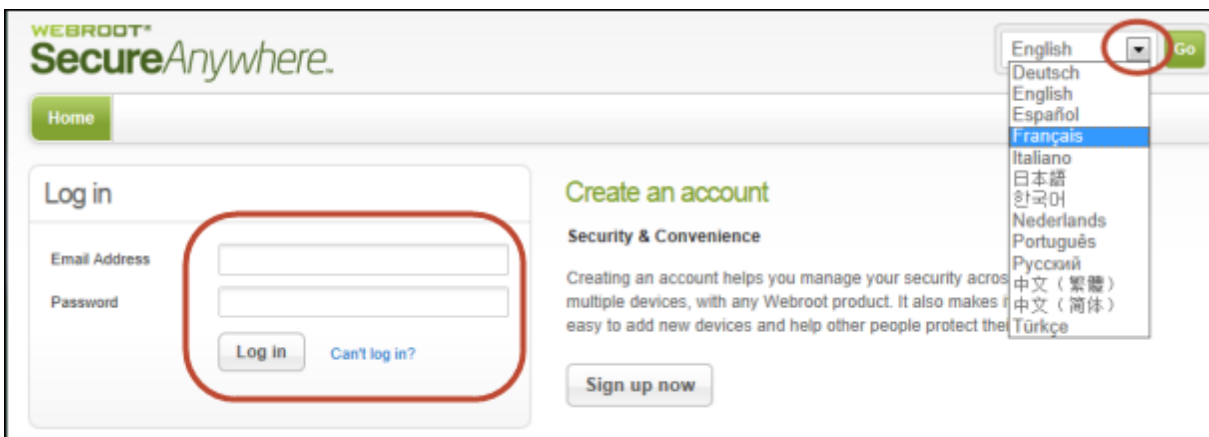 WEBROOT®
SecureAnywhere™
English
Go
Deutsch
English
Español
Français
Italiano
日本語
한국어
Nederlands
Português
Русский
中文（繁體）
中文（简体）
Türkçe
Home
Log in
Email Address
Password
Log in
Can't log in?
Create an account
Security & Convenience
Creating an account helps you manage your security
multiple devices, with any Webroot product. It also makes
easy to add new devices and help other people protect
Sign up now